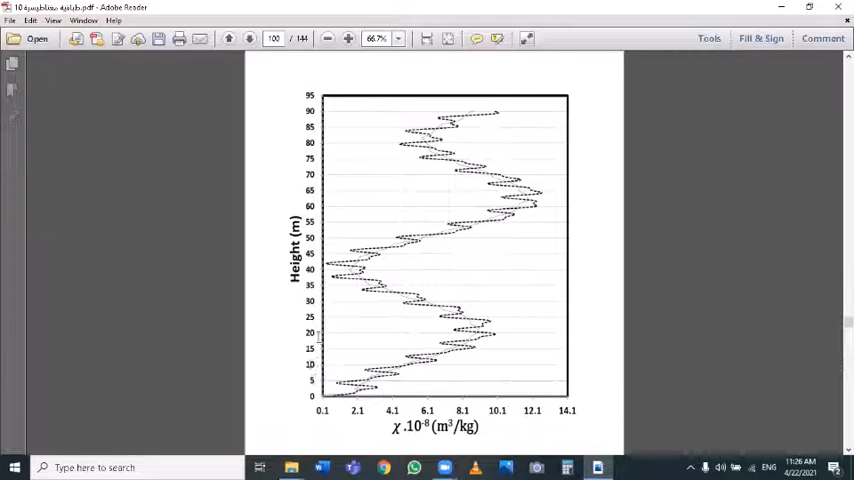 طباقية مغناطيسية 10.pdf - Adobe Reader
File Edit View Window Help
Open 100 / 144 66.7% Tools Fill & Sign Comment
95
90
85
80
75
70
65
60
55
50
45
40
35
30
25
20
15
10
5
0
Height (m)
0.1 2.1 4.1 6.1 8.1 10.1 12.1 14.1
χ .10⁻⁸ (m³/kg)
Type here to search
ENG
11:26 AM
4/22/2021
2